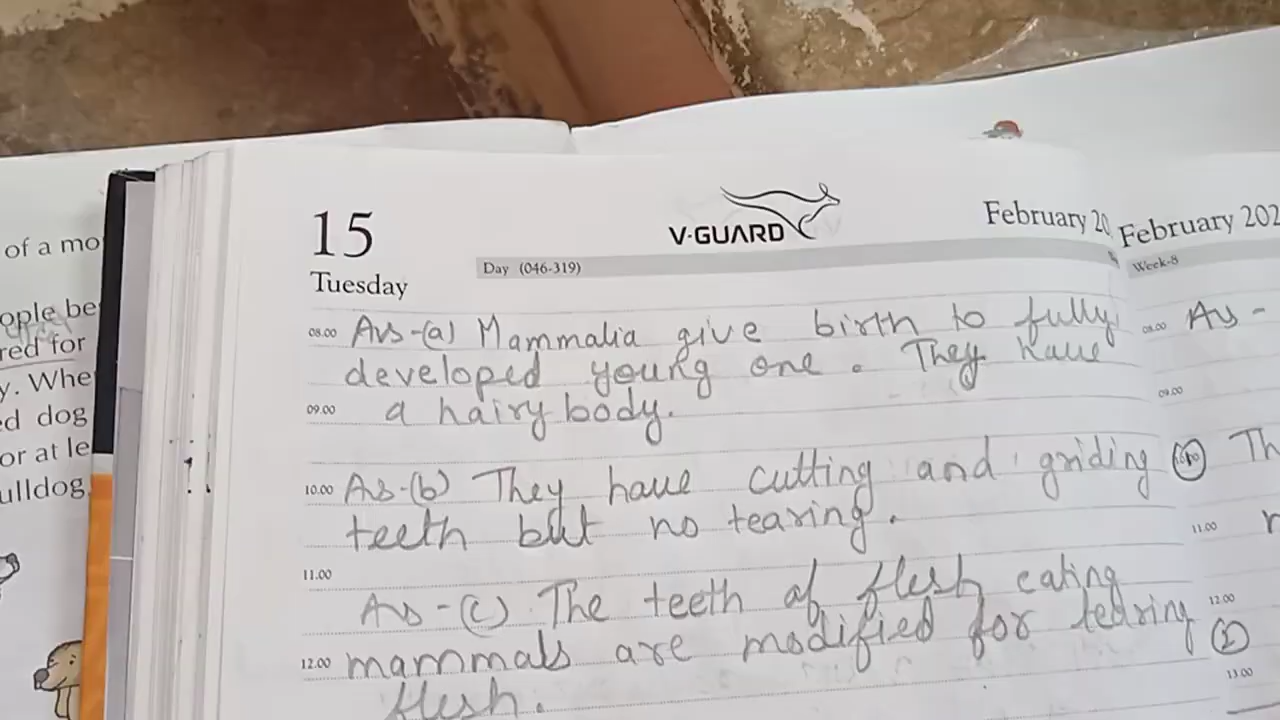 of a mo
ople be
red for
y. Whe
ed dog
or at le
ulldog
15
Tuesday
V-GUARD
February 20
Day (046-319)
08.00 Avs-(a) Mammalia give birth to fully
developed young one. They have
09.00 a hairy body.
10.00 As-(b) They have cutting and griding
teeth but no tearing.
11.00
As-(c) The teeth of flesh eating
12.00 mammals are modified for tearing
flesh.
February 202
Week-8
08.00 As-
09.00
10.00 Th
11.00
12.00
13.00